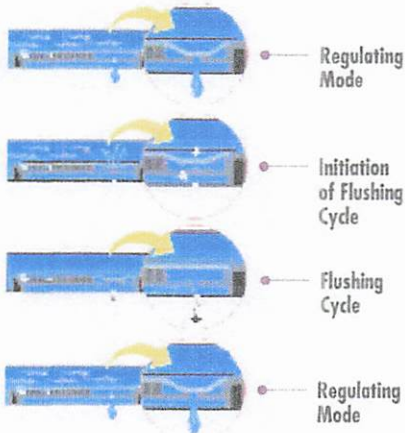 Regulating
Mode
Initiation
of Flushing
Cycle
Flushing
Cycle
Regulating
Mode